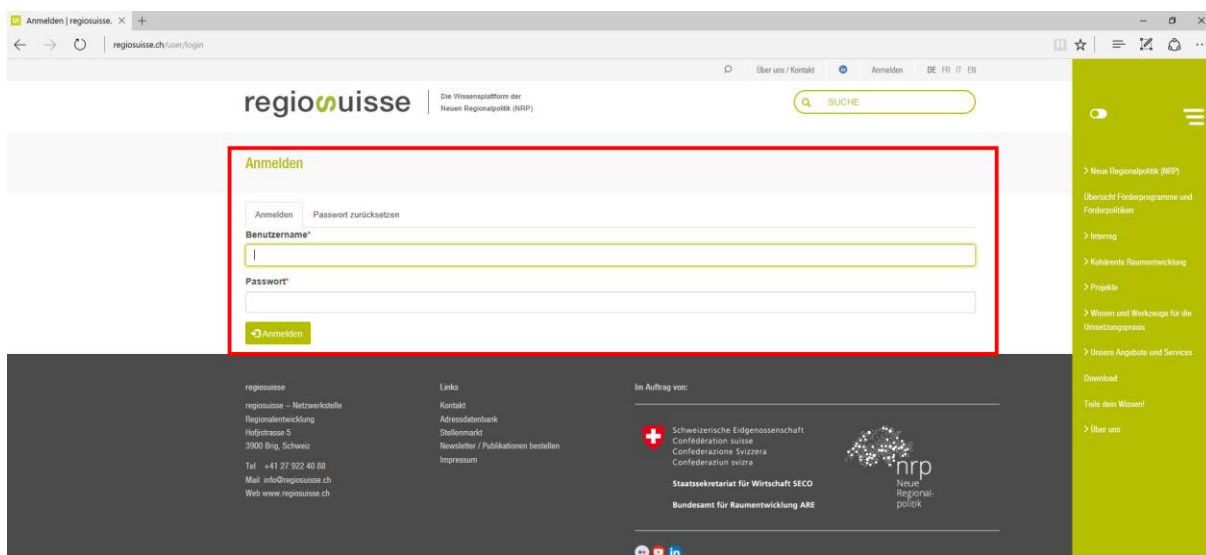 Anmelden | regiosuisse.
regiosuisse.ch/user/login
Über uns / Kontakt
in
Anmelden
DE FR IT EN
regiosuisse
Die Wissensplattform der
Neuen Regionalpolitik (NRP)
SUCHE
Anmelden
Anmelden
Passwort zurücksetzen
Benutzername*
Passwort*
Anmelden
> Neue Regionalpolitik (NRP)
Übersicht Förderprogramme und
Förderpolitiken
> Interreg
> Kohärente Raumentwicklung
> Projekte
> Wissen und Werkzeuge für die
Umsetzungspraxis
> Unsere Angebote und Services
Download
Teile dein Wissen!
> Über uns
regiosuisse
regiosuisse – Netzwerkstelle
Regionalentwicklung
Hofjistrasse 5
3900 Brig, Schweiz
Tel +41 27 922 40 88
Mail info@regiosuisse.ch
Web www.regiosuisse.ch
Links
Kontakt
Adressdatenbank
Stellenmarkt
Newsletter / Publikationen bestellen
Impressum
Im Auftrag von:
Schweizerische Eidgenossenschaft
Confédération suisse
Confederazione Svizzera
Confederaziun svizra
Staatssekretariat für Wirtschaft SECO
Bundesamt für Raumentwicklung ARE
nrp
Neue
Regional-
politik
in